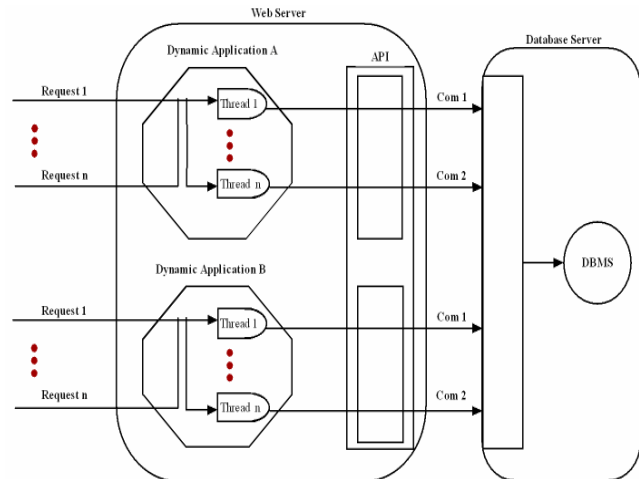 Web Server
Database Server
Dynamic Application A
API
Request 1
Thread 1
Com 1
Request n
Thread n
Com 2
DBMS
Dynamic Application B
Request 1
Thread 1
Com 1
Request n
Thread n
Com 2